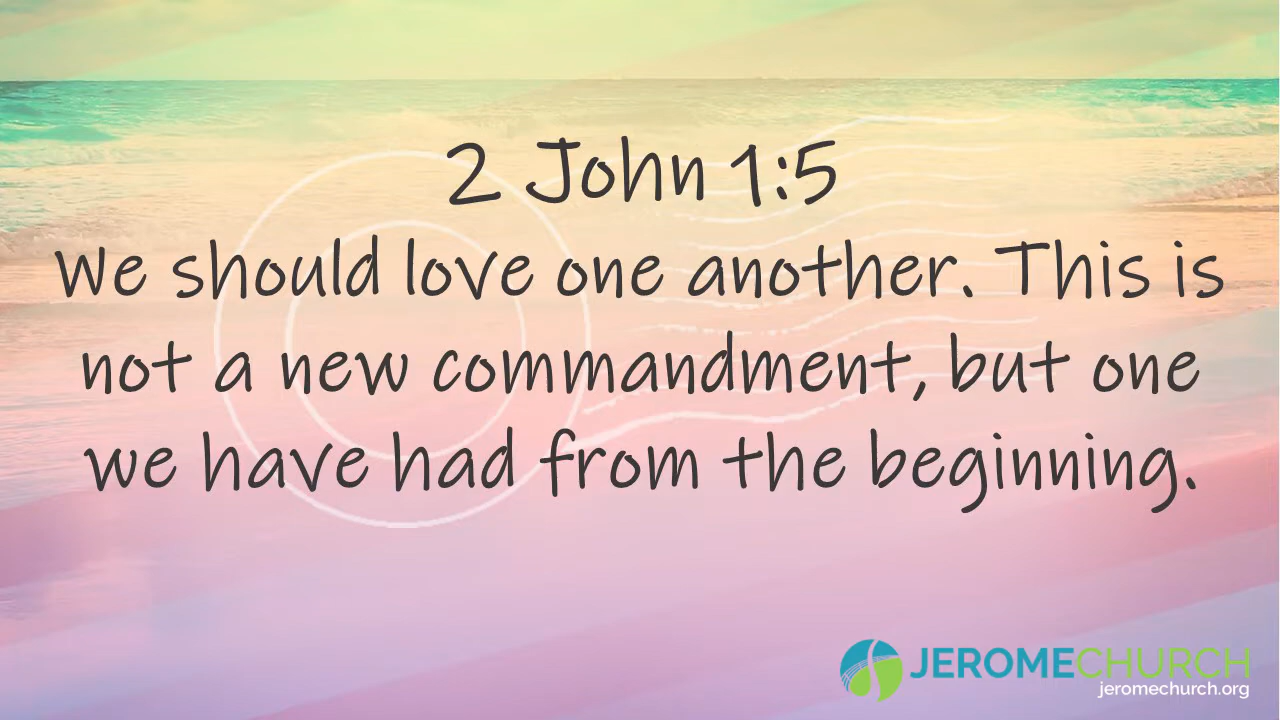 2 John 1:5
We should love one another. This is
not a new commandment, but one
we have had from the beginning.
JEROMECHURCH
jeromechurch.org